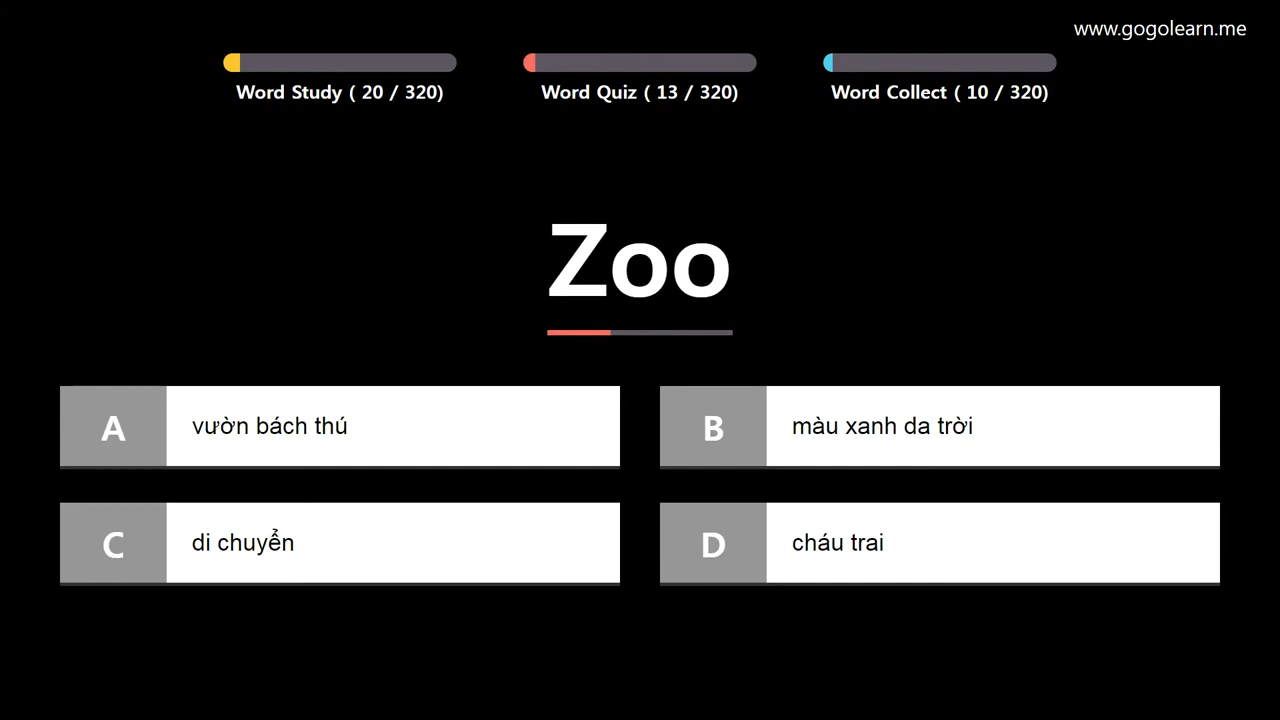 www.gogolearn.me
Word Study ( 20 / 320)
Word Quiz ( 13 / 320)
Word Collect ( 10 / 320)
Zoo
A
vườn bách thú
B
màu xanh da trời
C
di chuyển
D
cháu trai